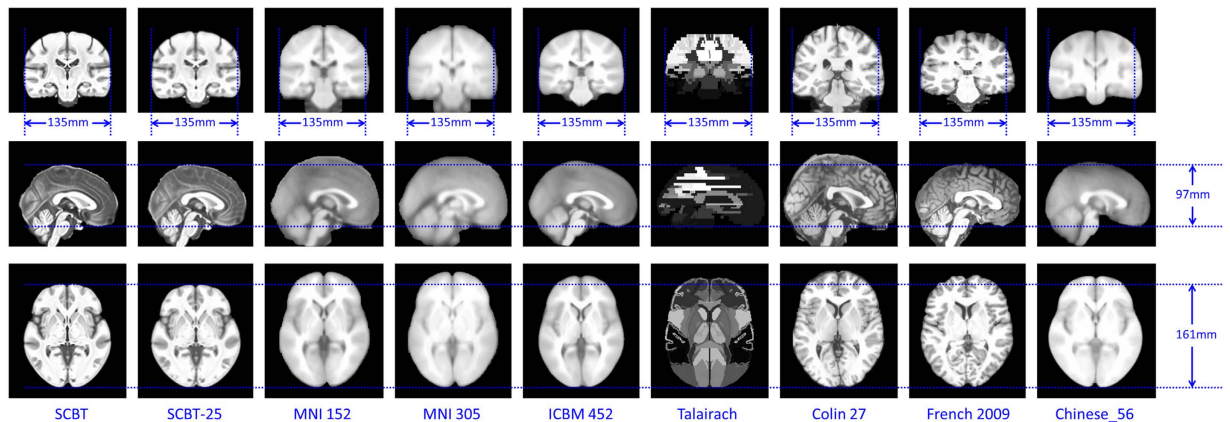 135mm 135mm 135mm 135mm 135mm 135mm 135mm 135mm 135mm
97mm
161mm
SCBT SCBT-25 MNI 152 MNI 305 ICBM 452 Talairach Colin 27 French 2009 Chinese_56